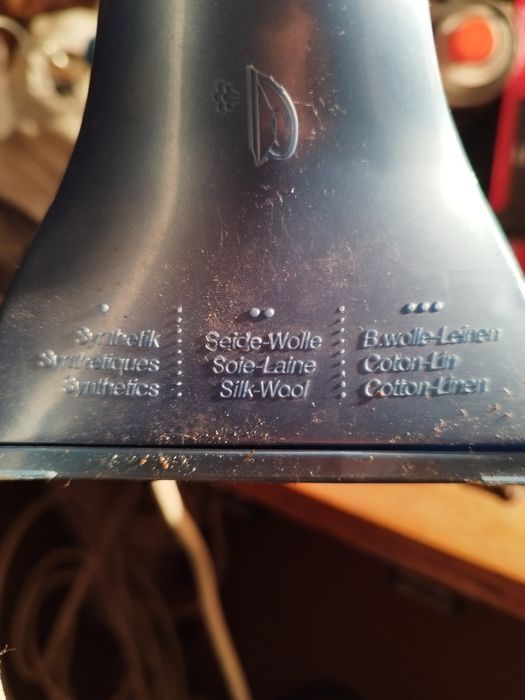 Synthetik
Synthetiques
Synthetics
Seide-Wolle
Soie-Laine
Silk-Wool
B.wolle-Leinen
Coton-Lin
Cotton-Linen